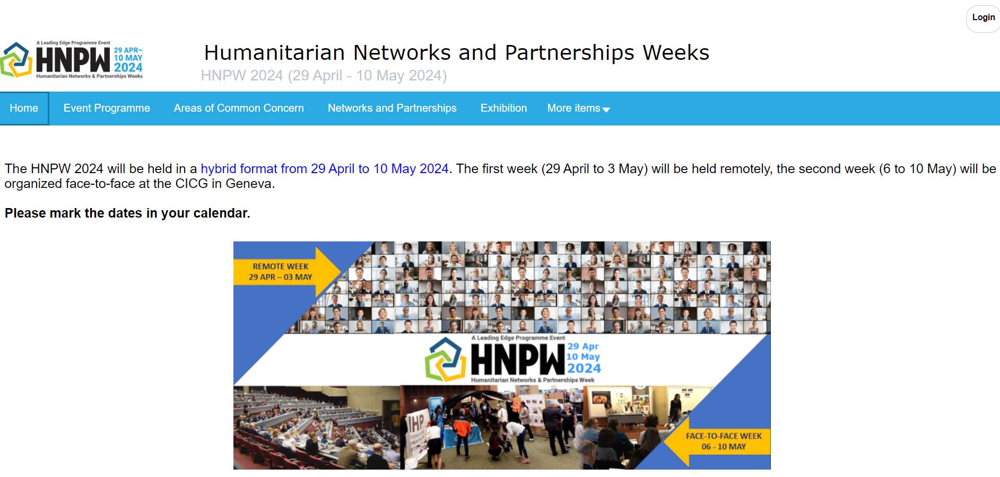 Login
A Leading Edge Programme Event
HNPW
29 APR–
10 MAY
2024
Humanitarian Networks & Partnerships Weeks
Humanitarian Networks and Partnerships Weeks
HNPW 2024 (29 April - 10 May 2024)
Home Event Programme Areas of Common Concern Networks and Partnerships Exhibition More items
The HNPW 2024 will be held in a hybrid format from 29 April to 10 May 2024. The first week (29 April to 3 May) will be held remotely, the second week (6 to 10 May) will be
organized face-to-face at the CICG in Geneva.
Please mark the dates in your calendar.
REMOTE WEEK
29 APR – 03 MAY
A Leading Edge Programme Event
HNPW
29 Apr
10 May
2024
Humanitarian Networks & Partnerships Week
IHP
CICG
FACE-TO-FACE WEEK
06 - 10 MAY